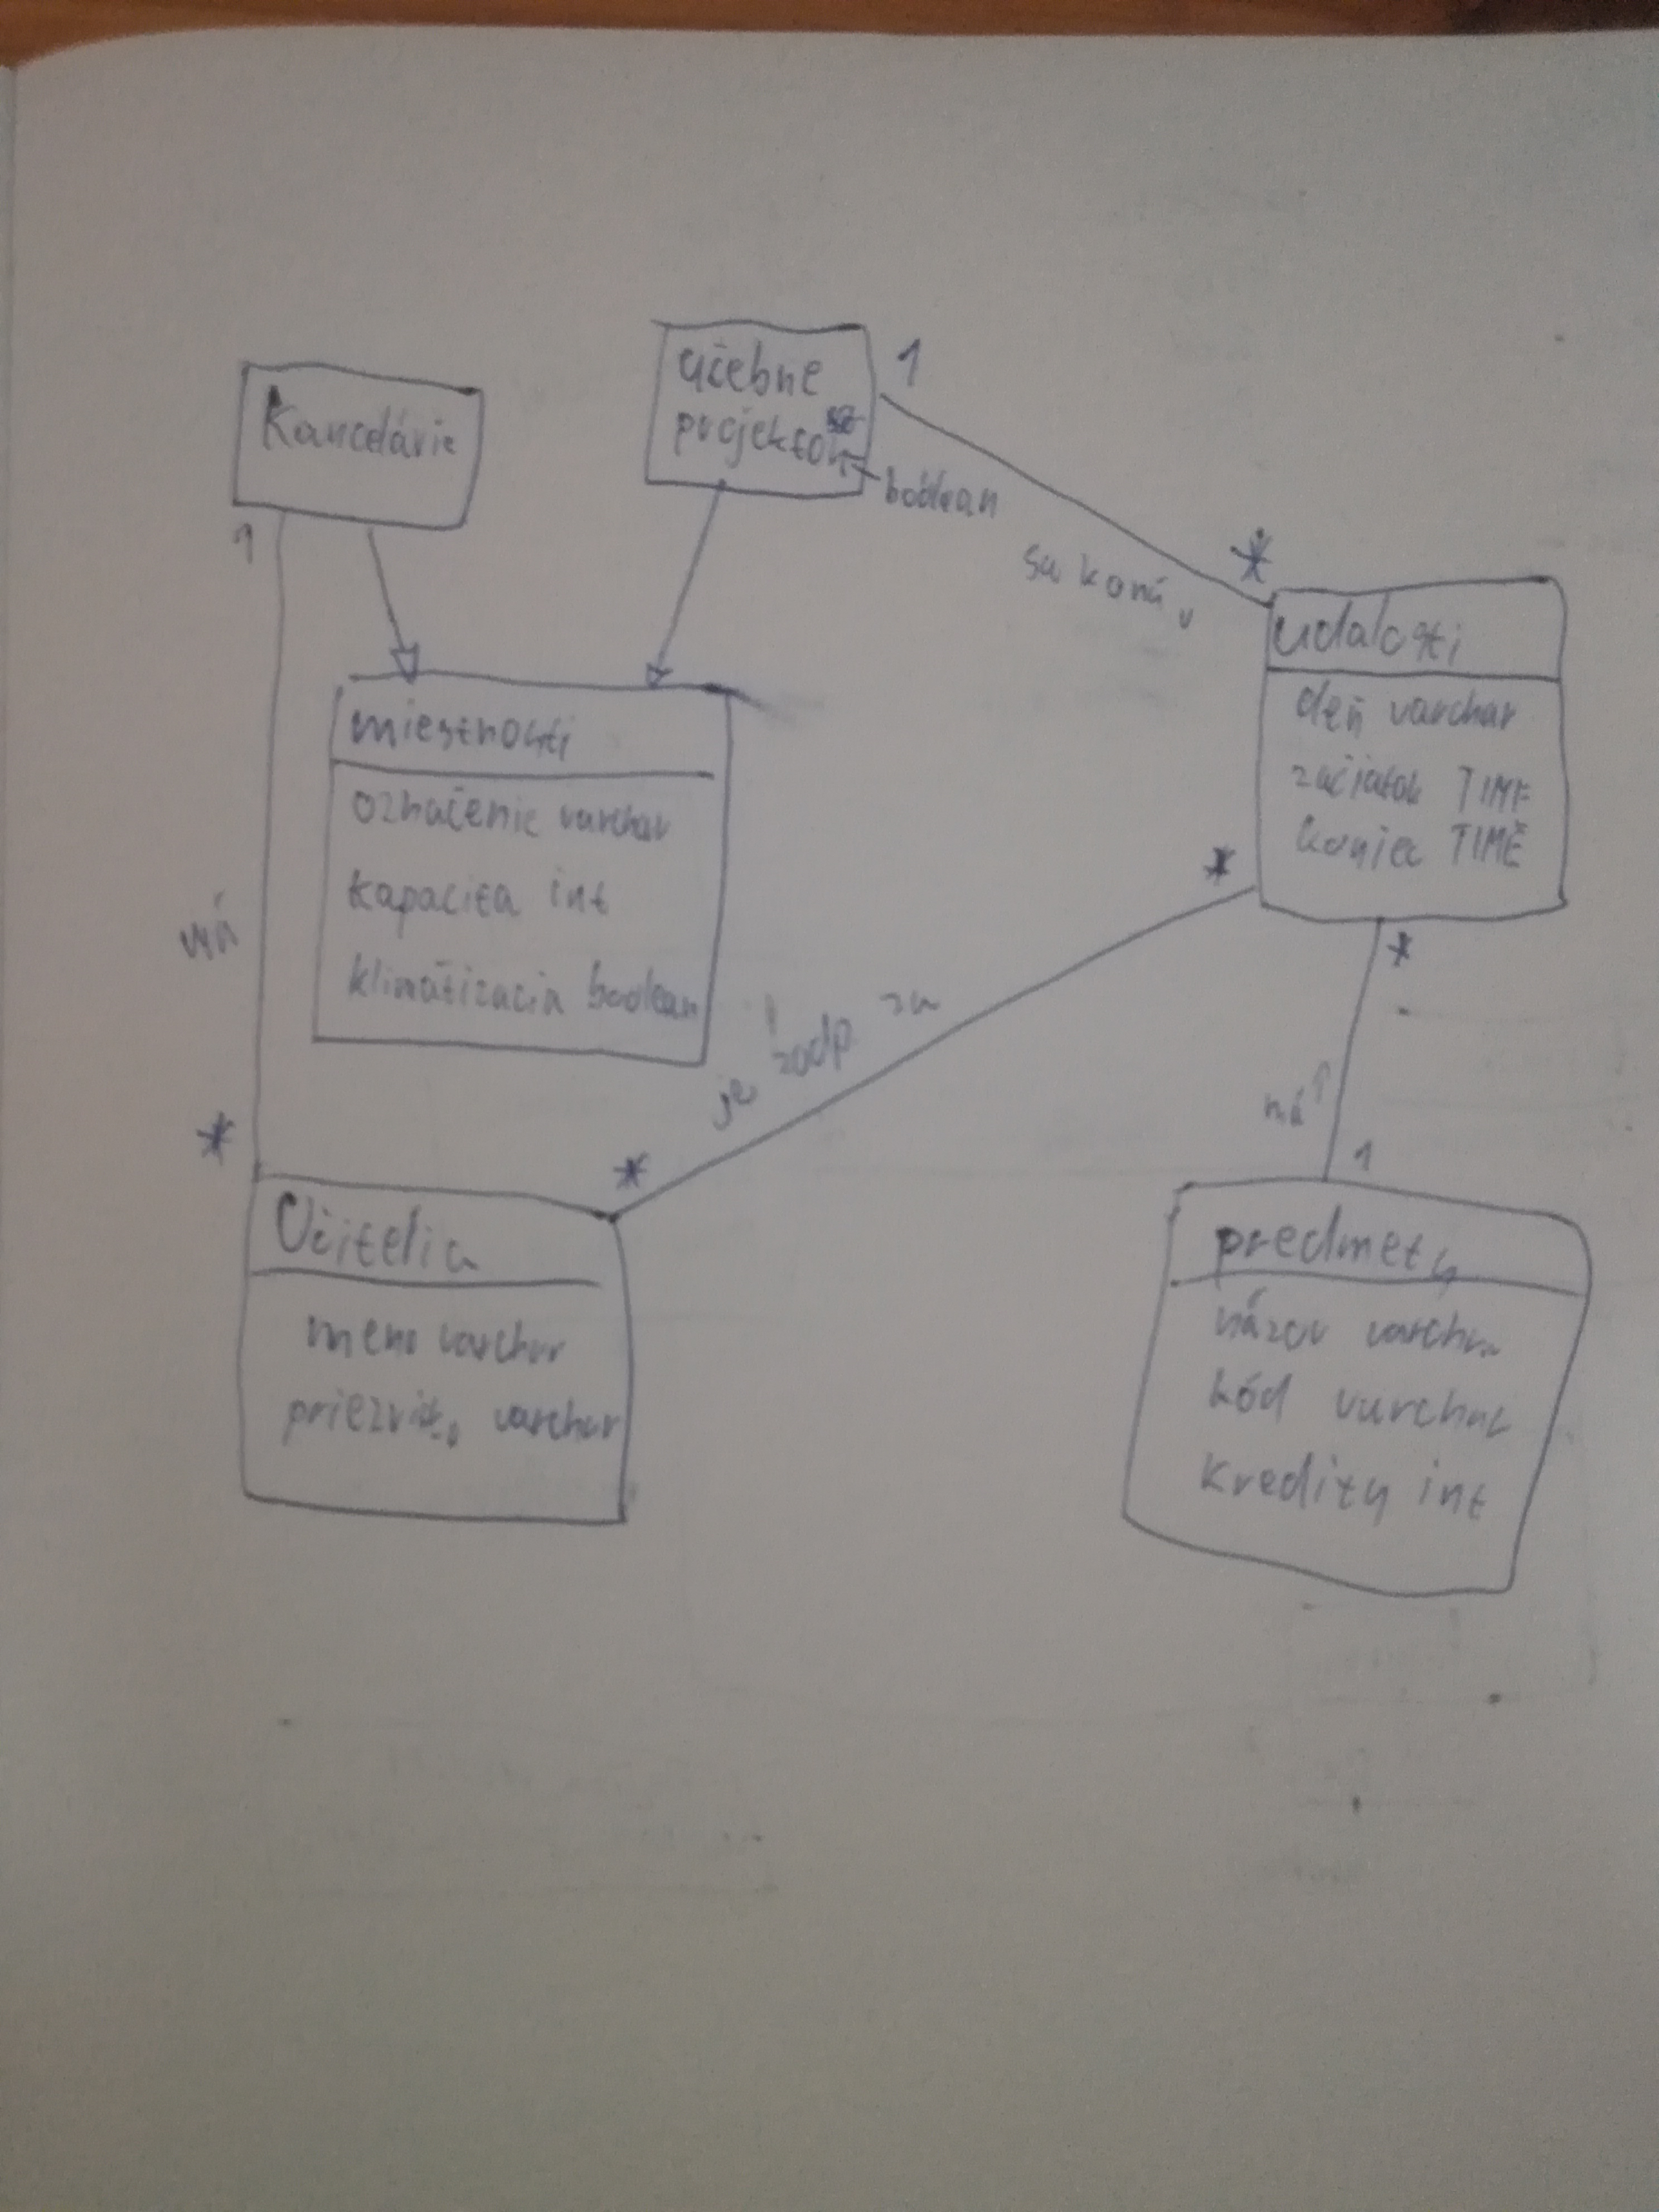 Kancelárie
1
učebne
projektor
boolean
1
*
sa koná v
udalosti
deň varchar
začiatok TIME
koniec TIME
*
*
miestnosti
označenie varchar
kapacita int
klimatizacia boolean
má
*
je zodp za
*
má
1
Učitelia
meno varchar
priezvisko varchar
predmety
názov varchar
kód varchar
kredity int